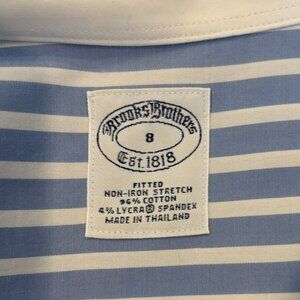 Brooks Brothers
8
Est. 1818
FITTED
NON-IRON STRETCH
96% COTTON
4% LYCRA® SPANDEX
MADE IN THAILAND